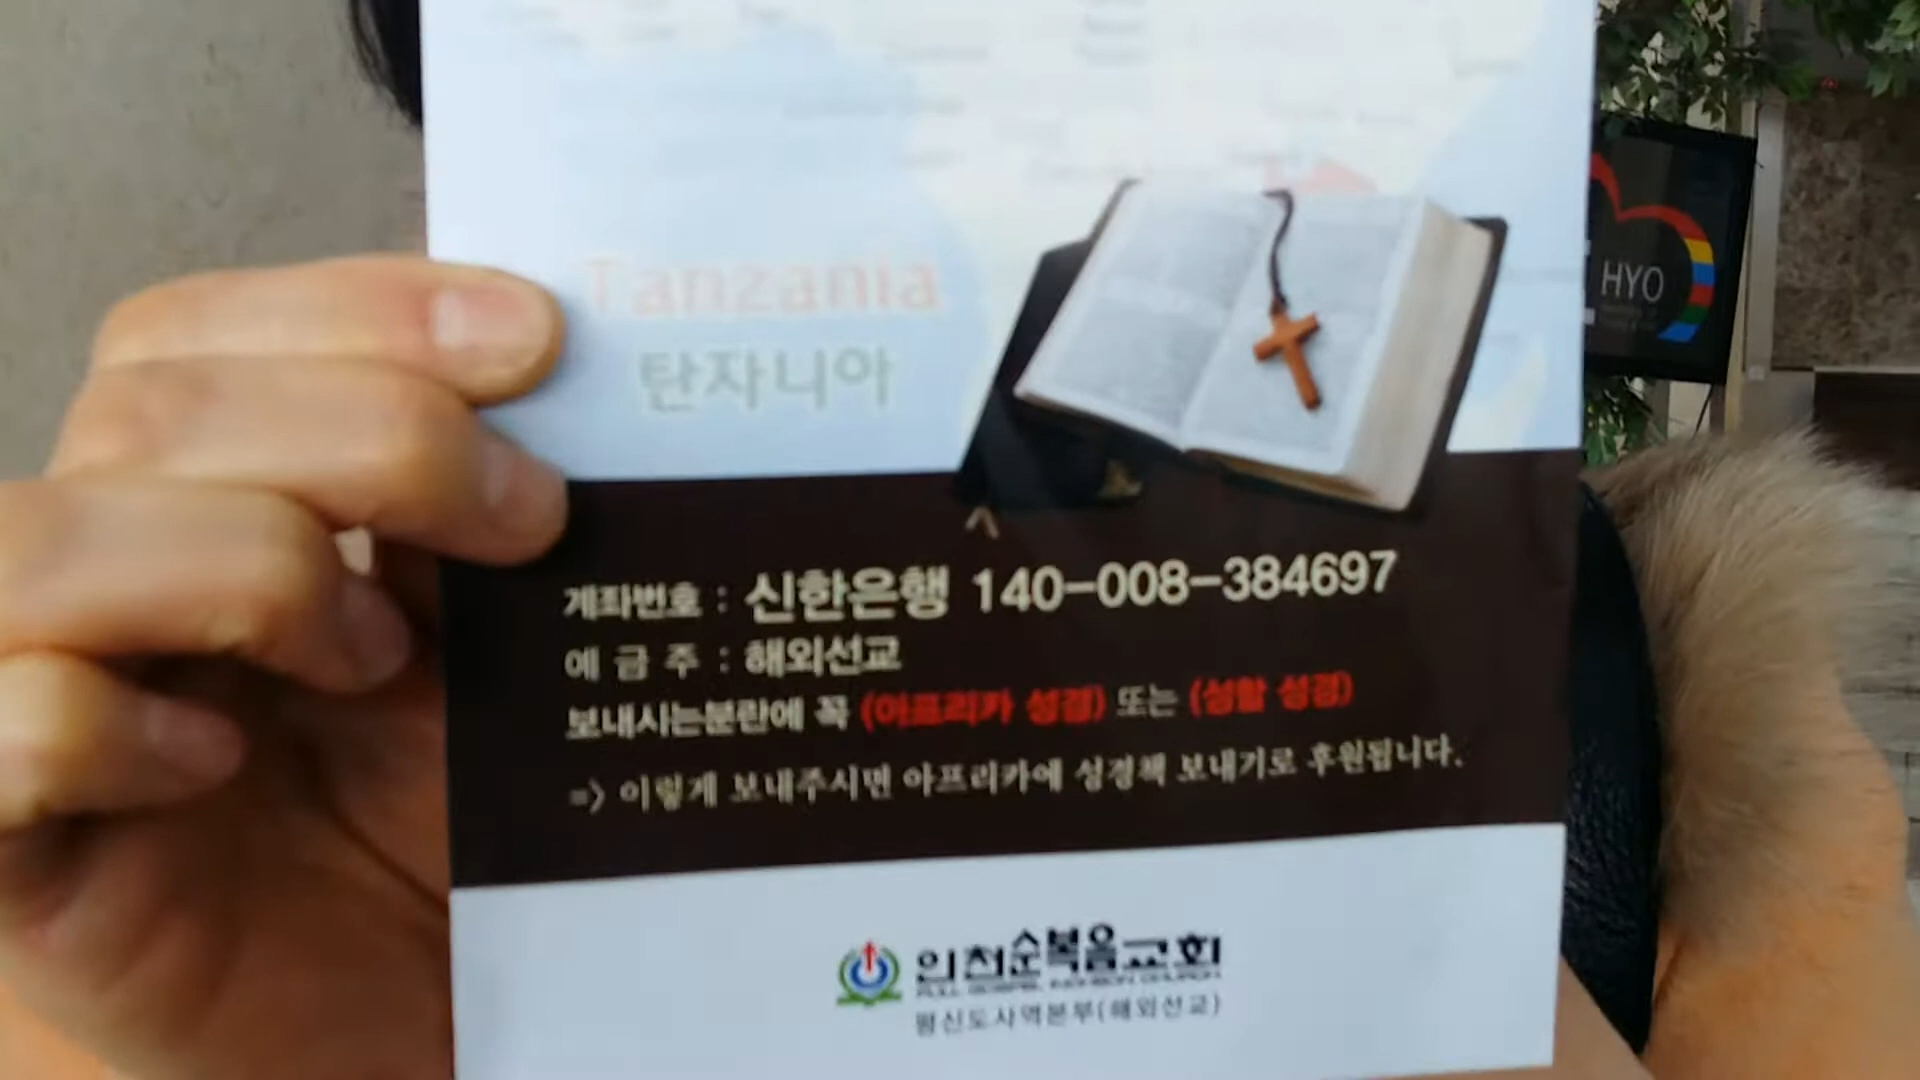 Tanzania
탄자니아
HYO
계좌번호 : 신한은행 140-008-384697
예 금 주 : 해외선교
보내시는분란에 꼭 (아프리카 성경) 또는 (성할 성경)
=> 이렇게 보내주시면 아프리카에 성경책 보내기로 후원됩니다.
인천순복음교회
FULL GOSPEL INCHEON CHURCH
평신도사역본부(해외선교)